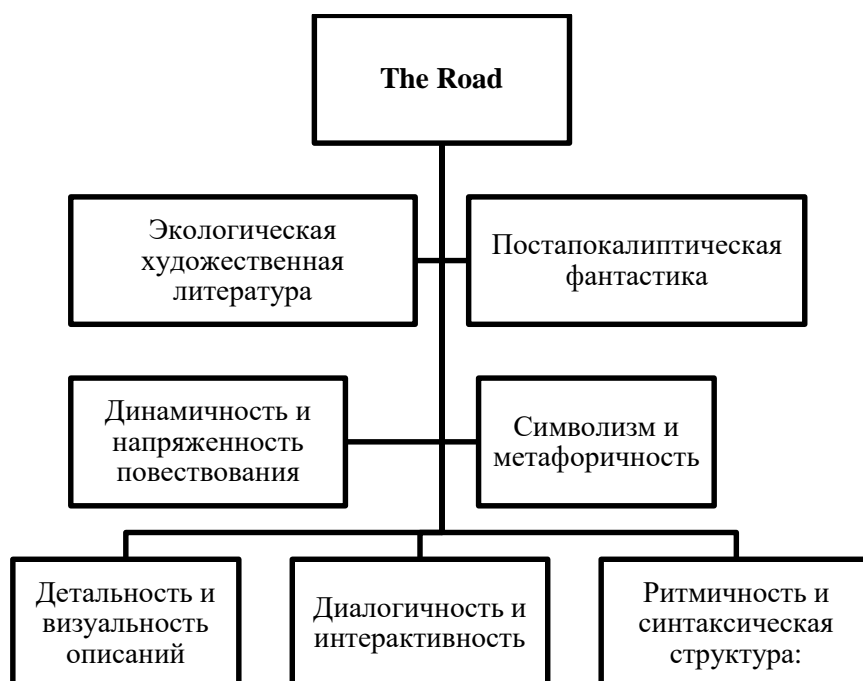 The Road
Экологическая
художественная
литература
Постапокалиптическая
фантастика
Динамичность и
напряженность
повествования
Символизм и
метафоричность
Детальность и
визуальность
описаний
Диалогичность и
интерактивность
Ритмичность и
синтаксическая
структура: